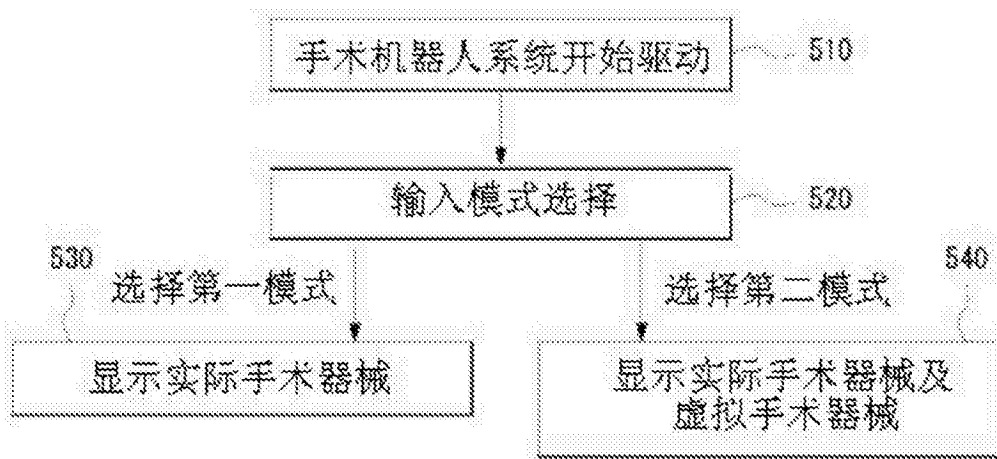 手术机器人系统开始驱动
510
输入模式选择
520
530
选择第一模式
选择第二模式
540
显示实际手术器械
显示实际手术器械及
虚拟手术器械